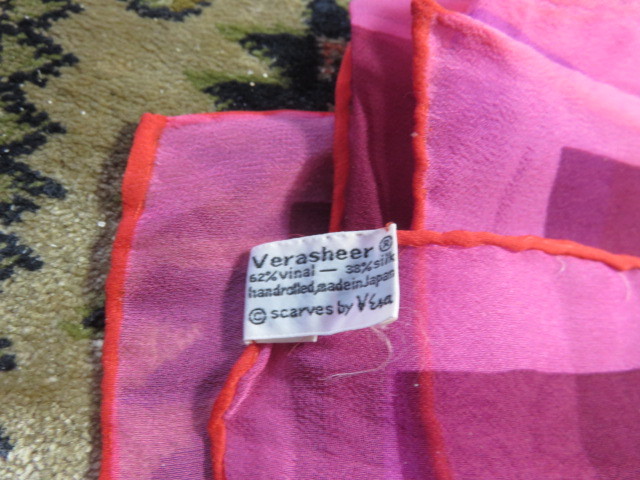 Verasheer ®
62% vinal — 38% silk
handrolled, made in Japan
© scarves by Vera